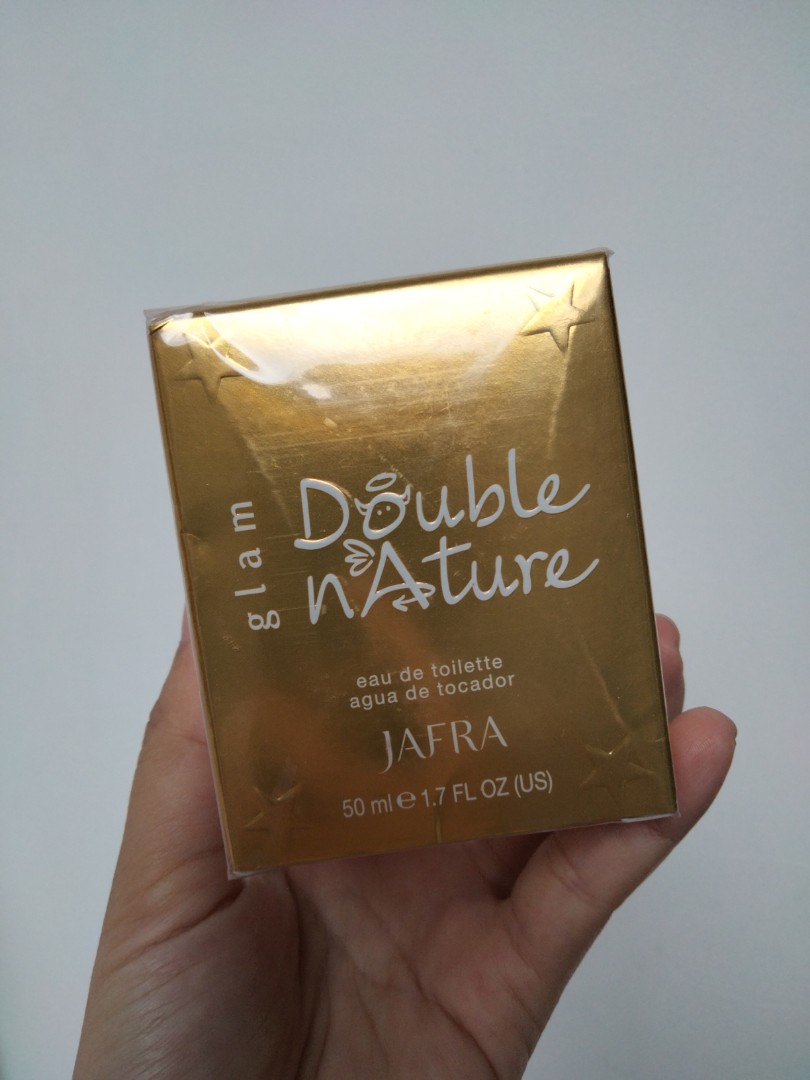 glam
Double
nAture
eau de toilette
agua de tocador
JAFRA
50 ml e 1.7 FL OZ (US)